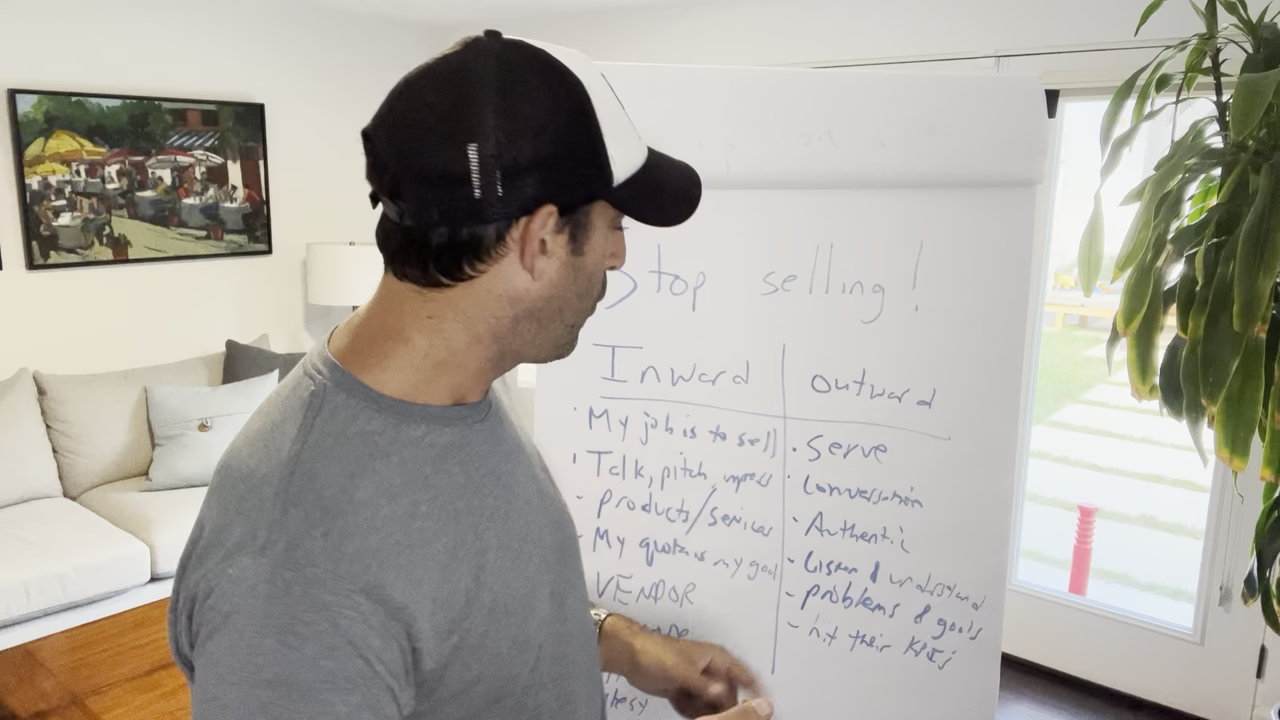 Stop selling!
Inward
Outward
· My job is to sell
· Talk, pitch, impress
- products/services
- My quota is my goal
VENDOR
· Serve
· Conversation
· Authentic
- Listen & understand
- problems & goals
- hit their KPI's